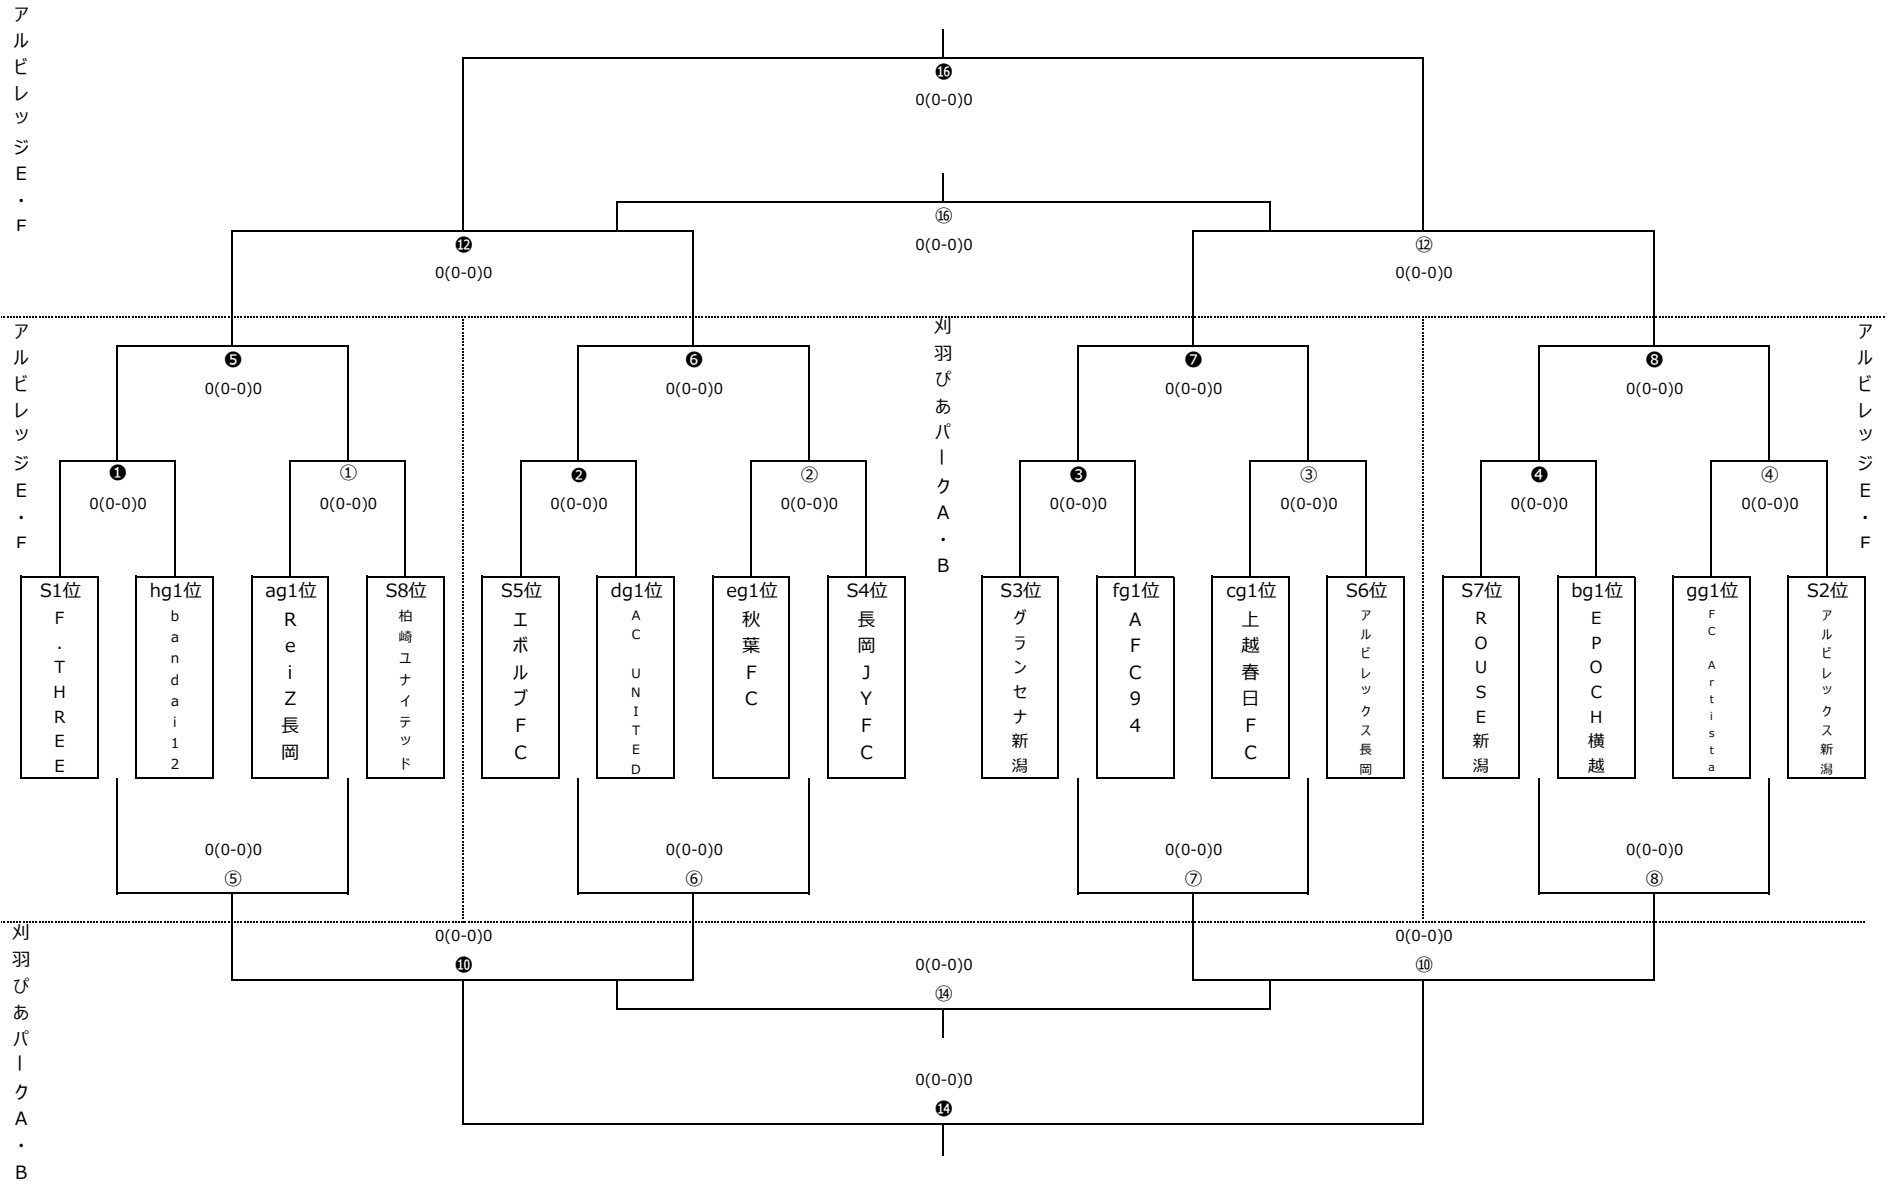 アルビレッジE・F
⓰
0(0-0)0
⑯
0(0-0)0
⓬
0(0-0)0
⑫
0(0-0)0
アルビレッジE・F
刈羽ぴあパークA・B
アルビレッジE・F
❺
0(0-0)0
❻
0(0-0)0
❼
0(0-0)0
❽
0(0-0)0
❶
0(0-0)0
①
0(0-0)0
❷
0(0-0)0
②
0(0-0)0
❸
0(0-0)0
③
0(0-0)0
❹
0(0-0)0
④
0(0-0)0
S1位
F.THREE
hg1位
bandai12
ag1位
ReiZ長岡
S8位
柏崎ユナイテッド
S5位
エボルブFC
dg1位
AC UNITED
eg1位
秋葉FC
S4位
長岡JYFC
S3位
グランセナ新潟
fg1位
AFC94
cg1位
上越春日FC
S6位
アルビレックス長岡
S7位
ROUSE新潟
bg1位
EPOCH横越
gg1位
FC Artista
S2位
アルビレックス新潟
0(0-0)0
⑤
0(0-0)0
⑥
0(0-0)0
⑦
0(0-0)0
⑧
刈羽ぴあパークA・B
0(0-0)0
❿
0(0-0)0
⑩
0(0-0)0
⑭
0(0-0)0
⓮